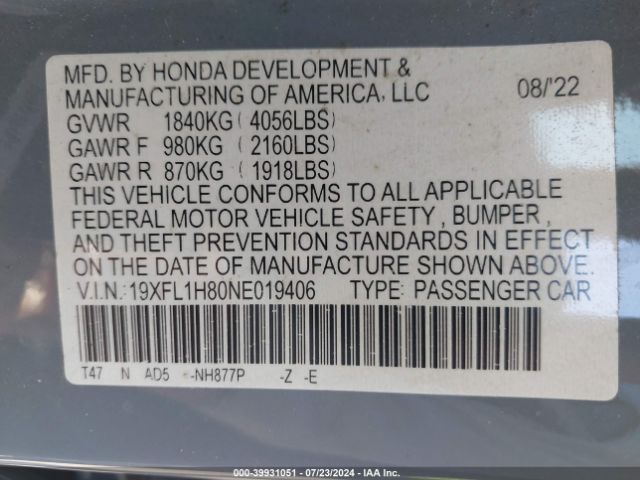 MFD. BY HONDA DEVELOPMENT &
MANUFACTURING OF AMERICA, LLC 08/'22
GVWR 1840KG ( 4056LBS)
GAWR F 980KG ( 2160LBS)
GAWR R 870KG ( 1918LBS)
THIS VEHICLE CONFORMS TO ALL APPLICABLE
FEDERAL MOTOR VEHICLE SAFETY , BUMPER ,
AND THEFT PREVENTION STANDARDS IN EFFECT
ON THE DATE OF MANUFACTURE SHOWN ABOVE.
V.I.N.:19XFL1H80NE019406 TYPE: PASSENGER CAR
T47 N AD5 -NH877P -Z -E
000-39931051 / 07/23/2024 / IAA Inc.